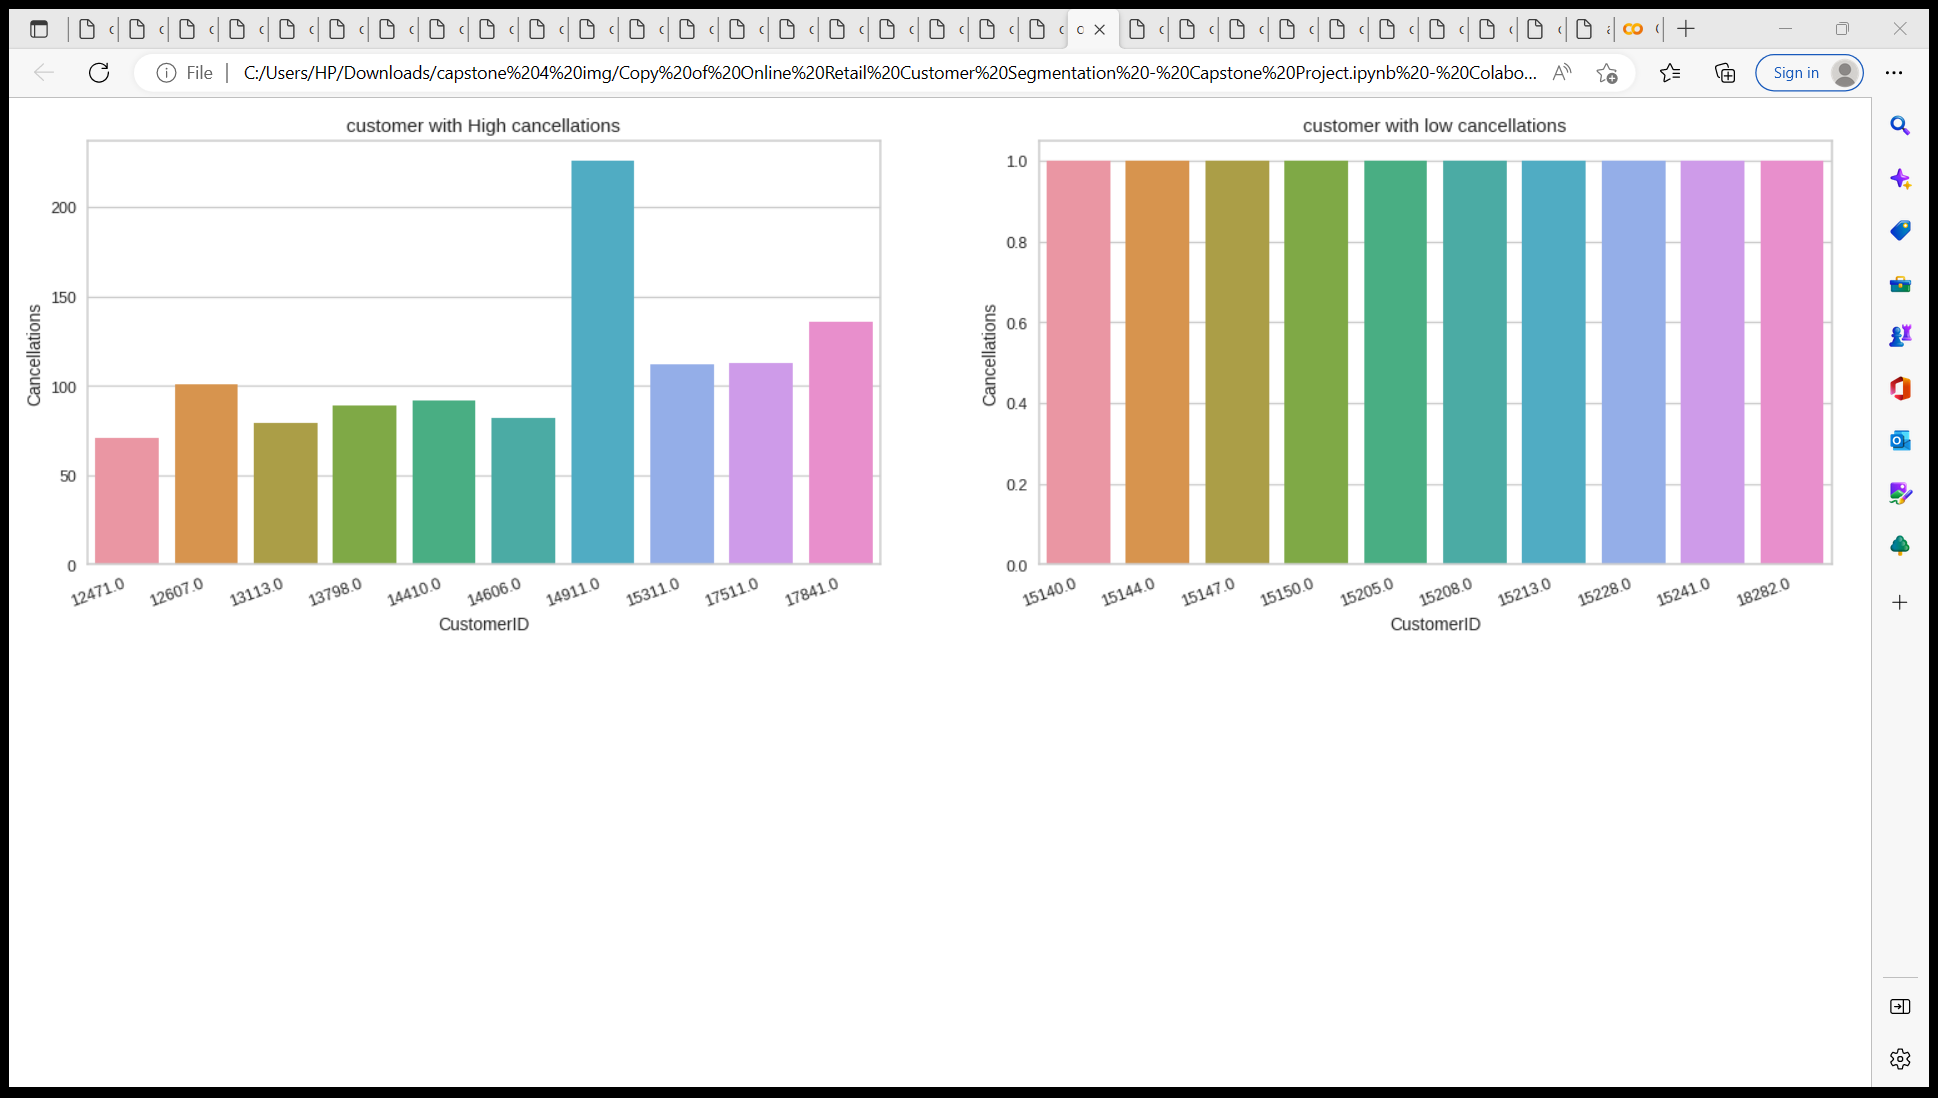 File
C:/Users/HP/Downloads/capstone%204%20img/Copy%20of%20Online%20Retail%20Customer%20Segmentation%20-%20Capstone%20Project.ipynb%20-%20Colabo...
Sign in
customer with High cancellations
Cancellations
200
150
100
50
0
12471.0 12607.0 13113.0 13798.0 14410.0 14606.0 14911.0 15311.0 17511.0 17841.0
CustomerID
customer with low cancellations
Cancellations
1.0
0.8
0.6
0.4
0.2
0.0
15140.0 15144.0 15147.0 15150.0 15205.0 15208.0 15213.0 15228.0 15241.0 18282.0
CustomerID